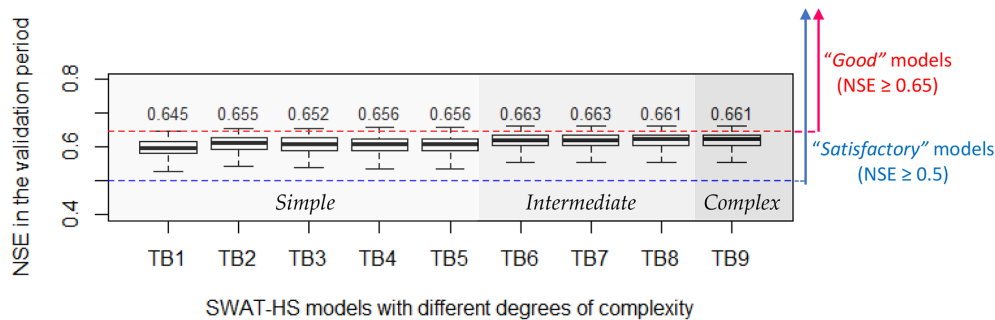 NSE in the validation period
0.8
0.6
0.4
0.645 0.655 0.652 0.656 0.656 0.663 0.663 0.661 0.661
Simple Intermediate Complex
TB1 TB2 TB3 TB4 TB5 TB6 TB7 TB8 TB9
SWAT-HS models with different degrees of complexity
“Good” models
(NSE ≥ 0.65)
“Satisfactory” models
(NSE ≥ 0.5)